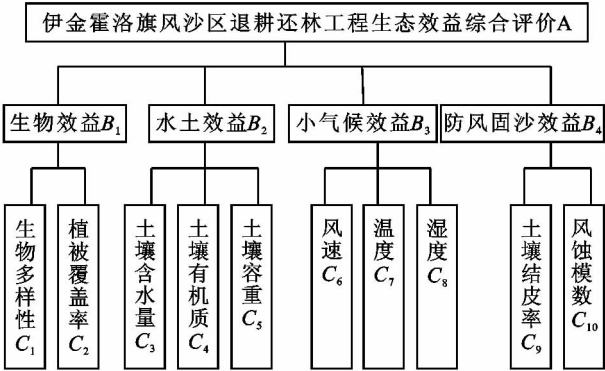 伊金霍洛旗风沙区退耕还林工程生态效益综合评价A
生物效益B₁
水土效益B₂
小气候效益B₃
防风固沙效益B₄
生物多样性C₁
植被覆盖率C₂
土壤含水量C₃
土壤有机质C₄
土壤容重C₅
风速C₆
温度C₇
湿度C₈
土壤结皮率C₉
风蚀模数C₁₀